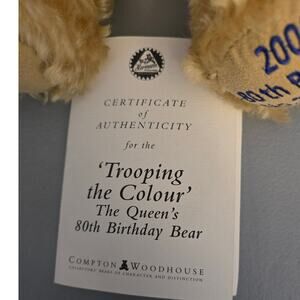 CERTIFICATE
of
AUTHENTICITY
for the
‘Trooping
the Colour’
The Queen's
80th Birthday Bear
COMPTON WOODHOUSE
COLLECTORS' BEARS OF CHARACTER AND DISTINCTION
200
80th